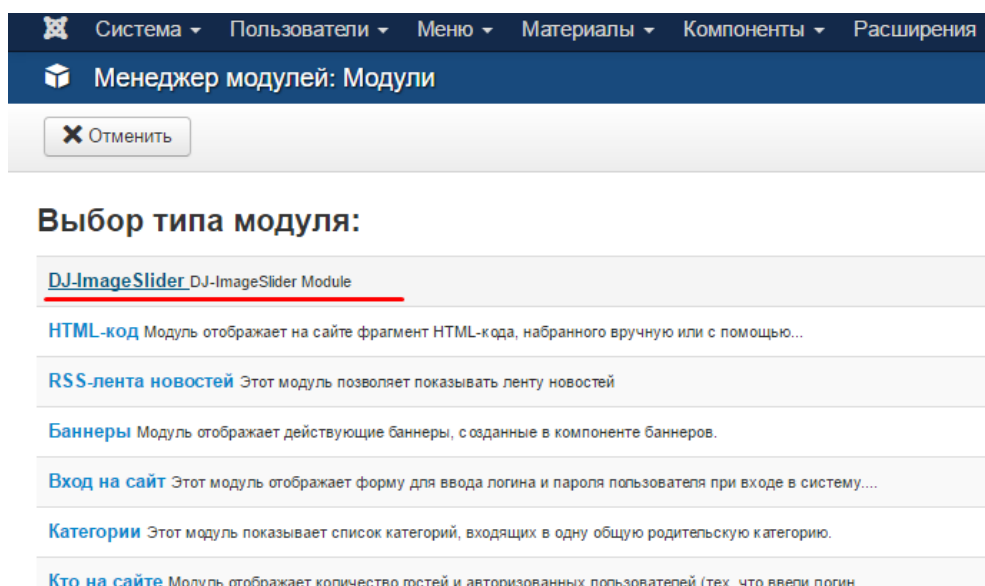 Система Пользователи Меню Материалы Компоненты Расширения
Менеджер модулей: Модули
Отменить
Выбор типа модуля:
DJ-ImageSlider DJ-ImageSlider Module
HTML-код Модуль отображает на сайте фрагмент HTML-кода, набранного вручную или с помощью...
RSS-лента новостей Этот модуль позволяет показывать ленту новостей
Баннеры Модуль отображает действующие баннеры, созданные в компоненте баннеров.
Вход на сайт Этот модуль отображает форму для ввода логина и пароля пользователя при входе в систему....
Категории Этот модуль показывает список категорий, входящих в одну общую родительскую категорию.
Кто на сайте Модуль отображает количество гостей и авторизованных пользователей (тех, что ввели логин